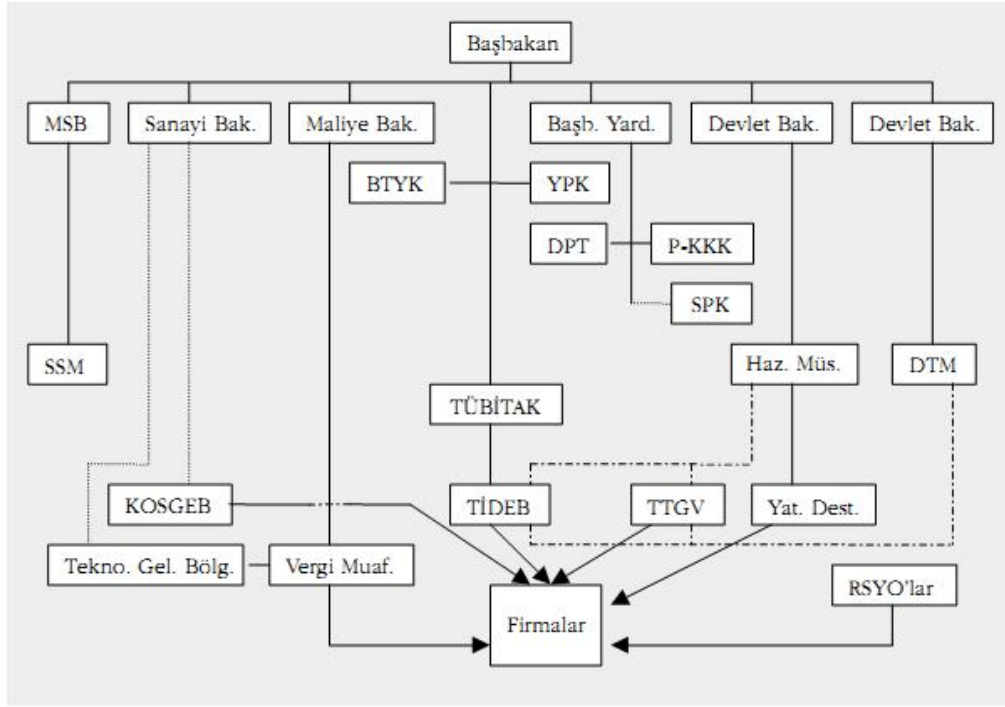 Başbakan
MSB
Sanayi Bak.
Maliye Bak.
Başb. Yard.
Devlet Bak.
Devlet Bak.
BTYK
YPK
DPT
P-KKK
SPK
SSM
Haz. Müs.
DTM
TÜBİTAK
KOSGEB
TİDEB
TTGV
Yat. Dest.
Tekno. Gel. Bölg.
Vergi Muaf.
RSYO'lar
Firmalar